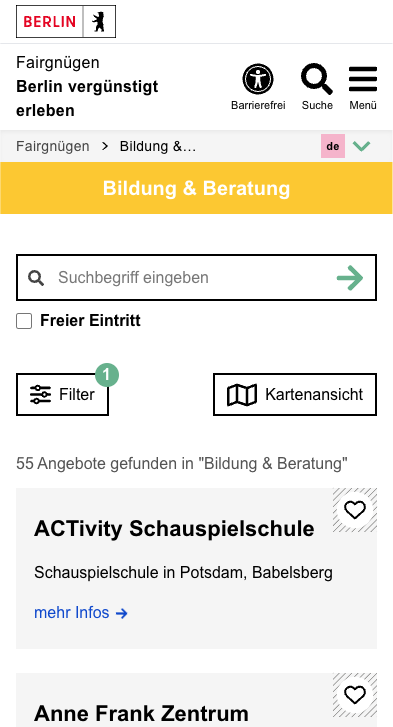 BERLIN
Fairgnügen
Berlin vergünstigt
erleben
Barrierefrei
Suche
Menü
Fairgnügen > Bildung &...
de
Bildung & Beratung
Suchbegriff eingeben
Freier Eintritt
Filter
1
Kartenansicht
55 Angebote gefunden in "Bildung & Beratung"
ACTivity Schauspielschule
Schauspielschule in Potsdam, Babelsberg
mehr Infos
Anne Frank Zentrum